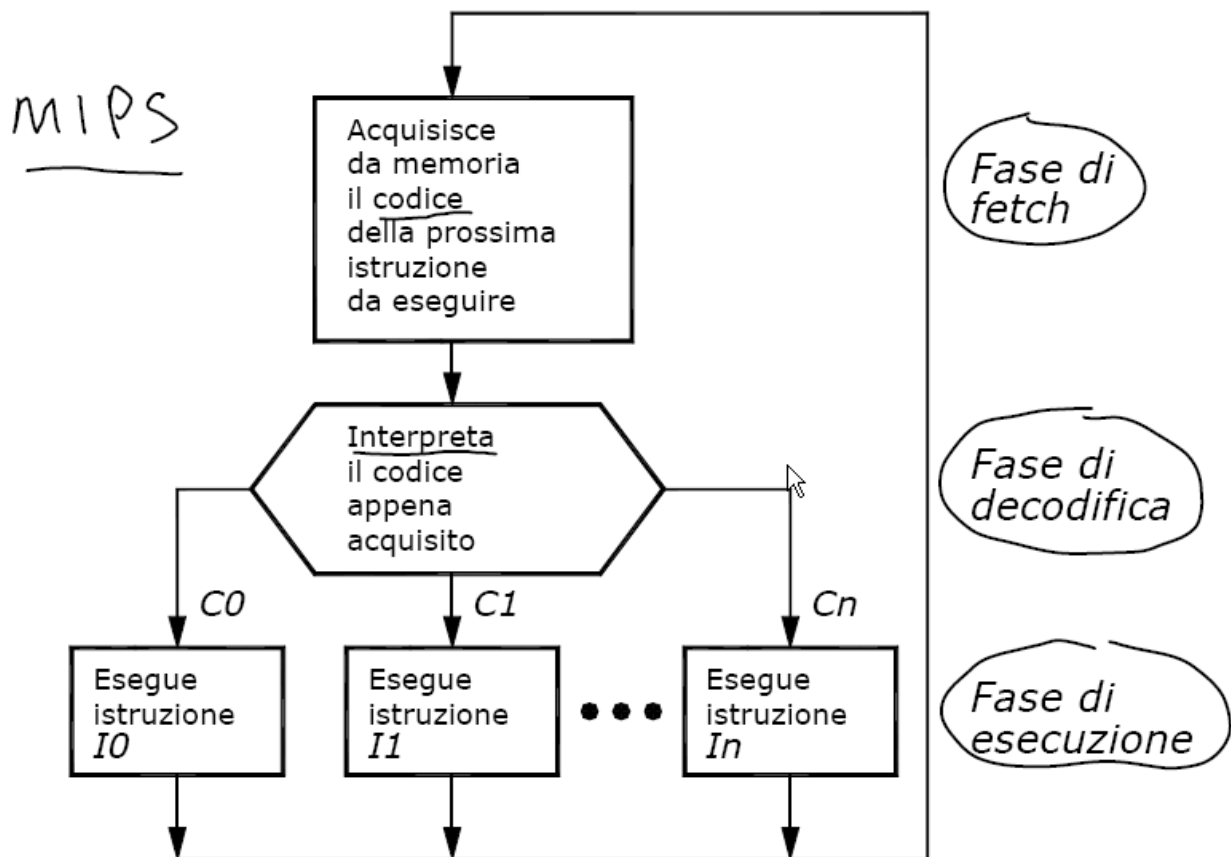 MIPS
Acquisisce
da memoria
il codice
della prossima
istruzione
da eseguire
Fase di
fetch
Interpreta
il codice
appena
acquisito
Fase di
decodifica
C0
C1
Cn
Esegue
istruzione
I0
Esegue
istruzione
I1
Esegue
istruzione
In
Fase di
esecuzione